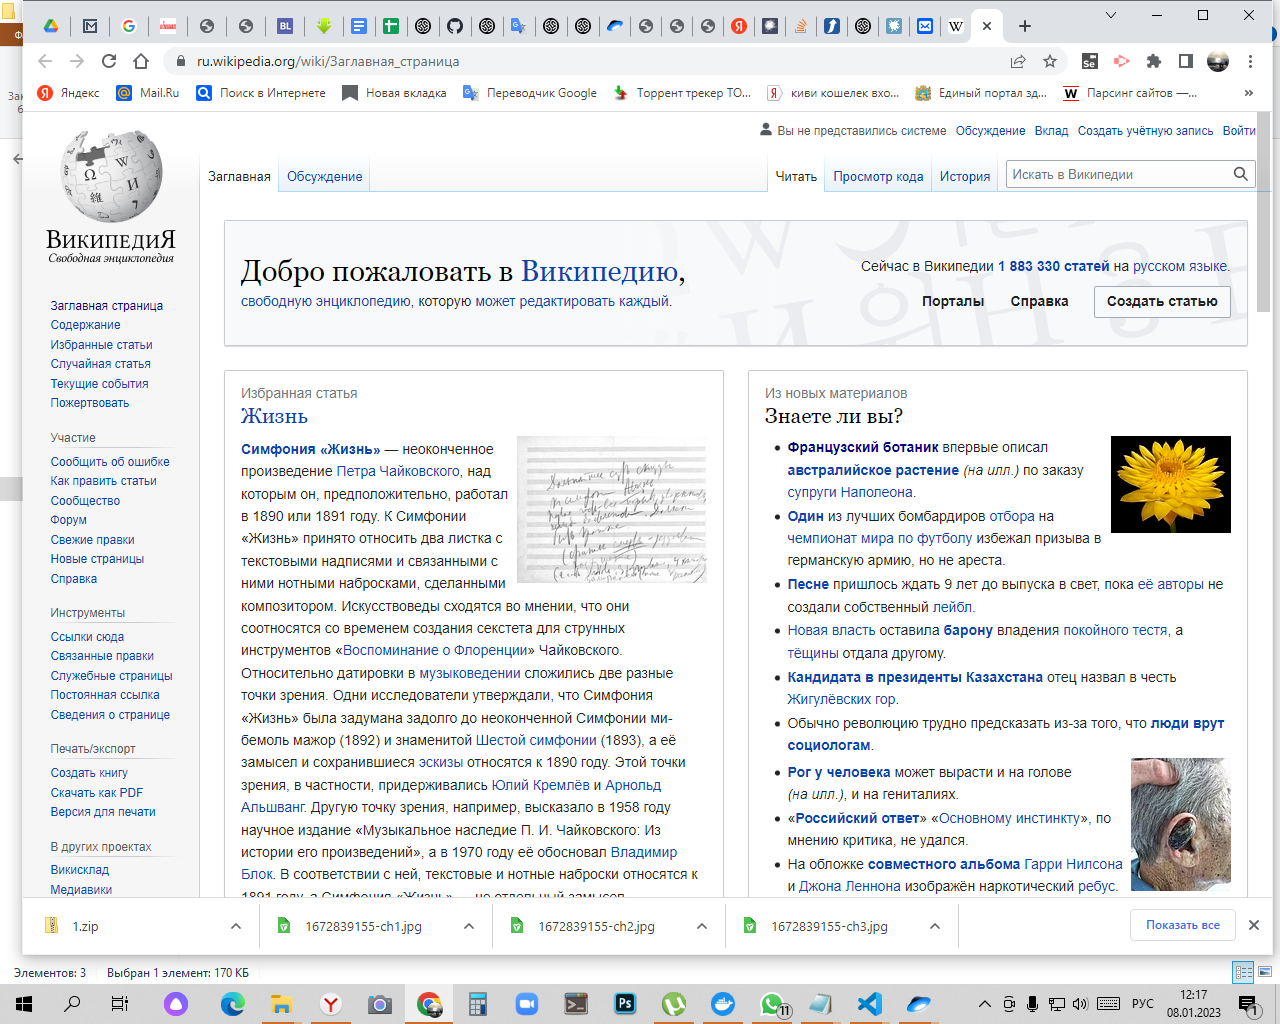 ru.wikipedia.org/wiki/Заглавная_страница
Яндекс
Mail.Ru
Поиск в Интернете
Новая вкладка
Переводчик Google
Торрент трекер TO...
киви кошелек вхо...
Единый портал зд...
Парсинг сайтов —...
»
Вы не представились системе
Обсуждение
Вклад
Создать учётную запись
Войти
ВикипедиЯ
Свободная энциклопедия
Заглавная
Обсуждение
Читать
Просмотр кода
История
Искать в Википедии
Заглавная страница
Содержание
Избранные статьи
Случайная статья
Текущие события
Пожертвовать
Участие
Сообщить об ошибке
Как править статьи
Сообщество
Форум
Свежие правки
Новые страницы
Справка
Инструменты
Ссылки сюда
Связанные правки
Служебные страницы
Постоянная ссылка
Сведения о странице
Печать/экспорт
Создать книгу
Скачать как PDF
Версия для печати
В других проектах
Викисклад
Медиавики
Добро пожаловать в Википедию,
свободную энциклопедию, которую может редактировать каждый.
Сейчас в Википедии 1 883 330 статей на русском языке.
Порталы
Справка
Создать статью
Избранная статья
Жизнь
Симфония «Жизнь» — неоконченное
произведение Петра Чайковского, над
которым он, предположительно, работал
в 1890 или 1891 году. К Симфонии
«Жизнь» принято относить два листка с
текстовыми надписями и связанными с
ними нотными набросками, сделанными
композитором. Искусствоведы сходятся во мнении, что они
соотносятся со временем создания секстета для струнных
инструментов «Воспоминание о Флоренции» Чайковского.
Относительно датировки в музыковедении сложились две разные
точки зрения. Одни исследователи утверждали, что Симфония
«Жизнь» была задумана задолго до неоконченной Симфонии ми-
бемоль мажор (1892) и знаменитой Шестой симфонии (1893), а её
замысел и сохранившиеся эскизы относятся к 1890 году. Этой точки
зрения, в частности, придерживались Юлий Кремлёв и Арнольд
Альшванг. Другую точку зрения, например, высказало в 1958 году
научное издание «Музыкальное наследие П. И. Чайковского: Из
истории его произведений», а в 1970 году её обосновал Владимир
Блок. В соответствии с ней, текстовые и нотные наброски относятся к
1891 году, а Симфония «Жизнь» — не отдельный замысел
Из новых материалов
Знаете ли вы?
Французский ботаник впервые описал
австралийское растение (на илл.) по заказу
супруги Наполеона.
Один из лучших бомбардиров отбора на
чемпионат мира по футболу избежал призыва в
германскую армию, но не ареста.
Песне пришлось ждать 9 лет до выпуска в свет, пока её авторы не
создали собственный лейбл.
Новая власть оставила барону владения покойного тестя, а
тёщины отдала другому.
Кандидата в президенты Казахстана отец назвал в честь
Жигулёвских гор.
Обычно революцию трудно предсказать из-за того, что люди врут
социологам.
Рог у человека может вырасти и на голове
(на илл.), и на гениталиях.
«Российский ответ» «Основному инстинкту», по
мнению критика, не удался.
На обложке совместного альбома Гарри Нилсона
и Джона Леннона изображён наркотический ребус.
1.zip
1672839155-ch1.jpg
1672839155-ch2.jpg
1672839155-ch3.jpg
Показать все
Элементов: 3
Выбран 1 элемент: 170 КБ
11
РУС
12:17
08.01.2023
1